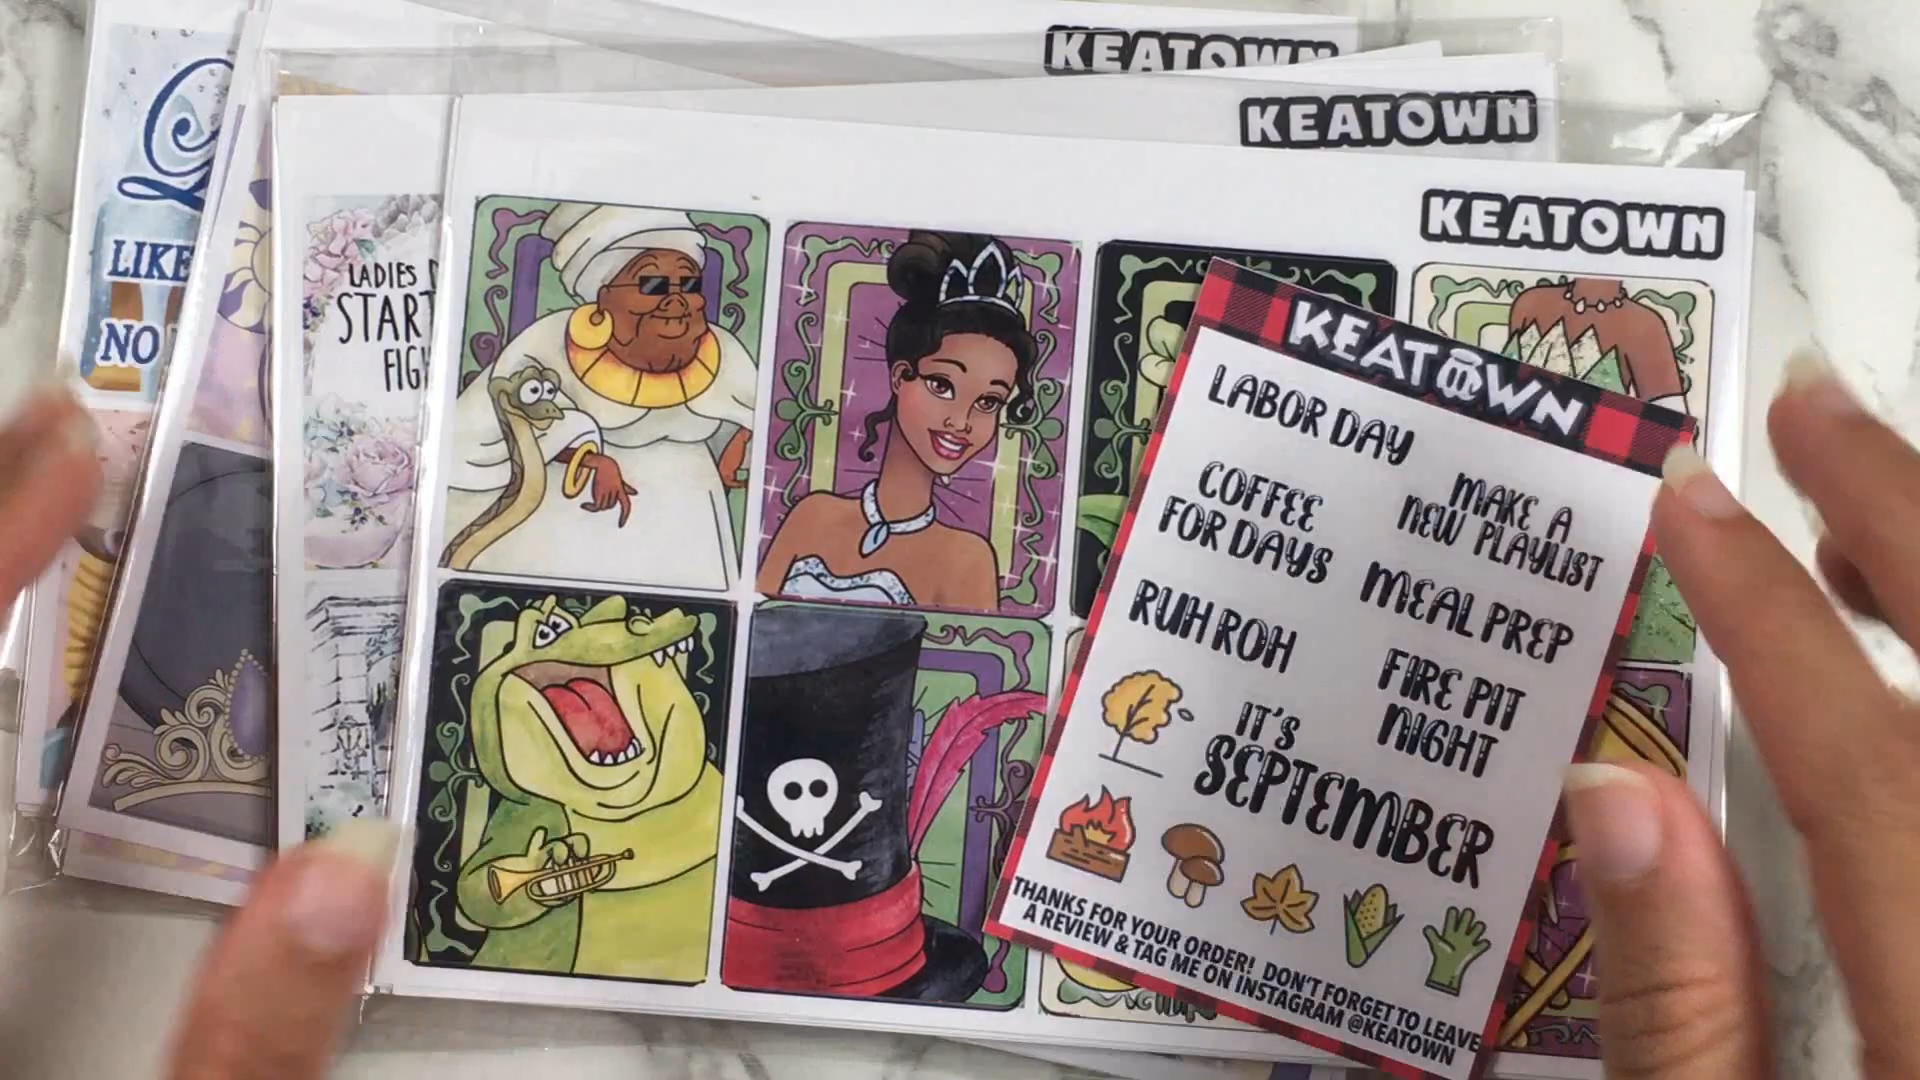 KEATOWN
KEATOWN
KEATOWN
LIKE
NO
LADIES
START
FIGH
KEATOWN
LABOR DAY
COFFEE
FOR DAYS
MAKE A
NEW PLAYLIST
RUH ROH
MEAL PREP
FIRE PIT
NIGHT
IT'S
SEPTEMBER
THANKS FOR YOUR ORDER! DON'T FORGET TO LEAVE
A REVIEW & TAG ME ON INSTAGRAM @KEATOWN